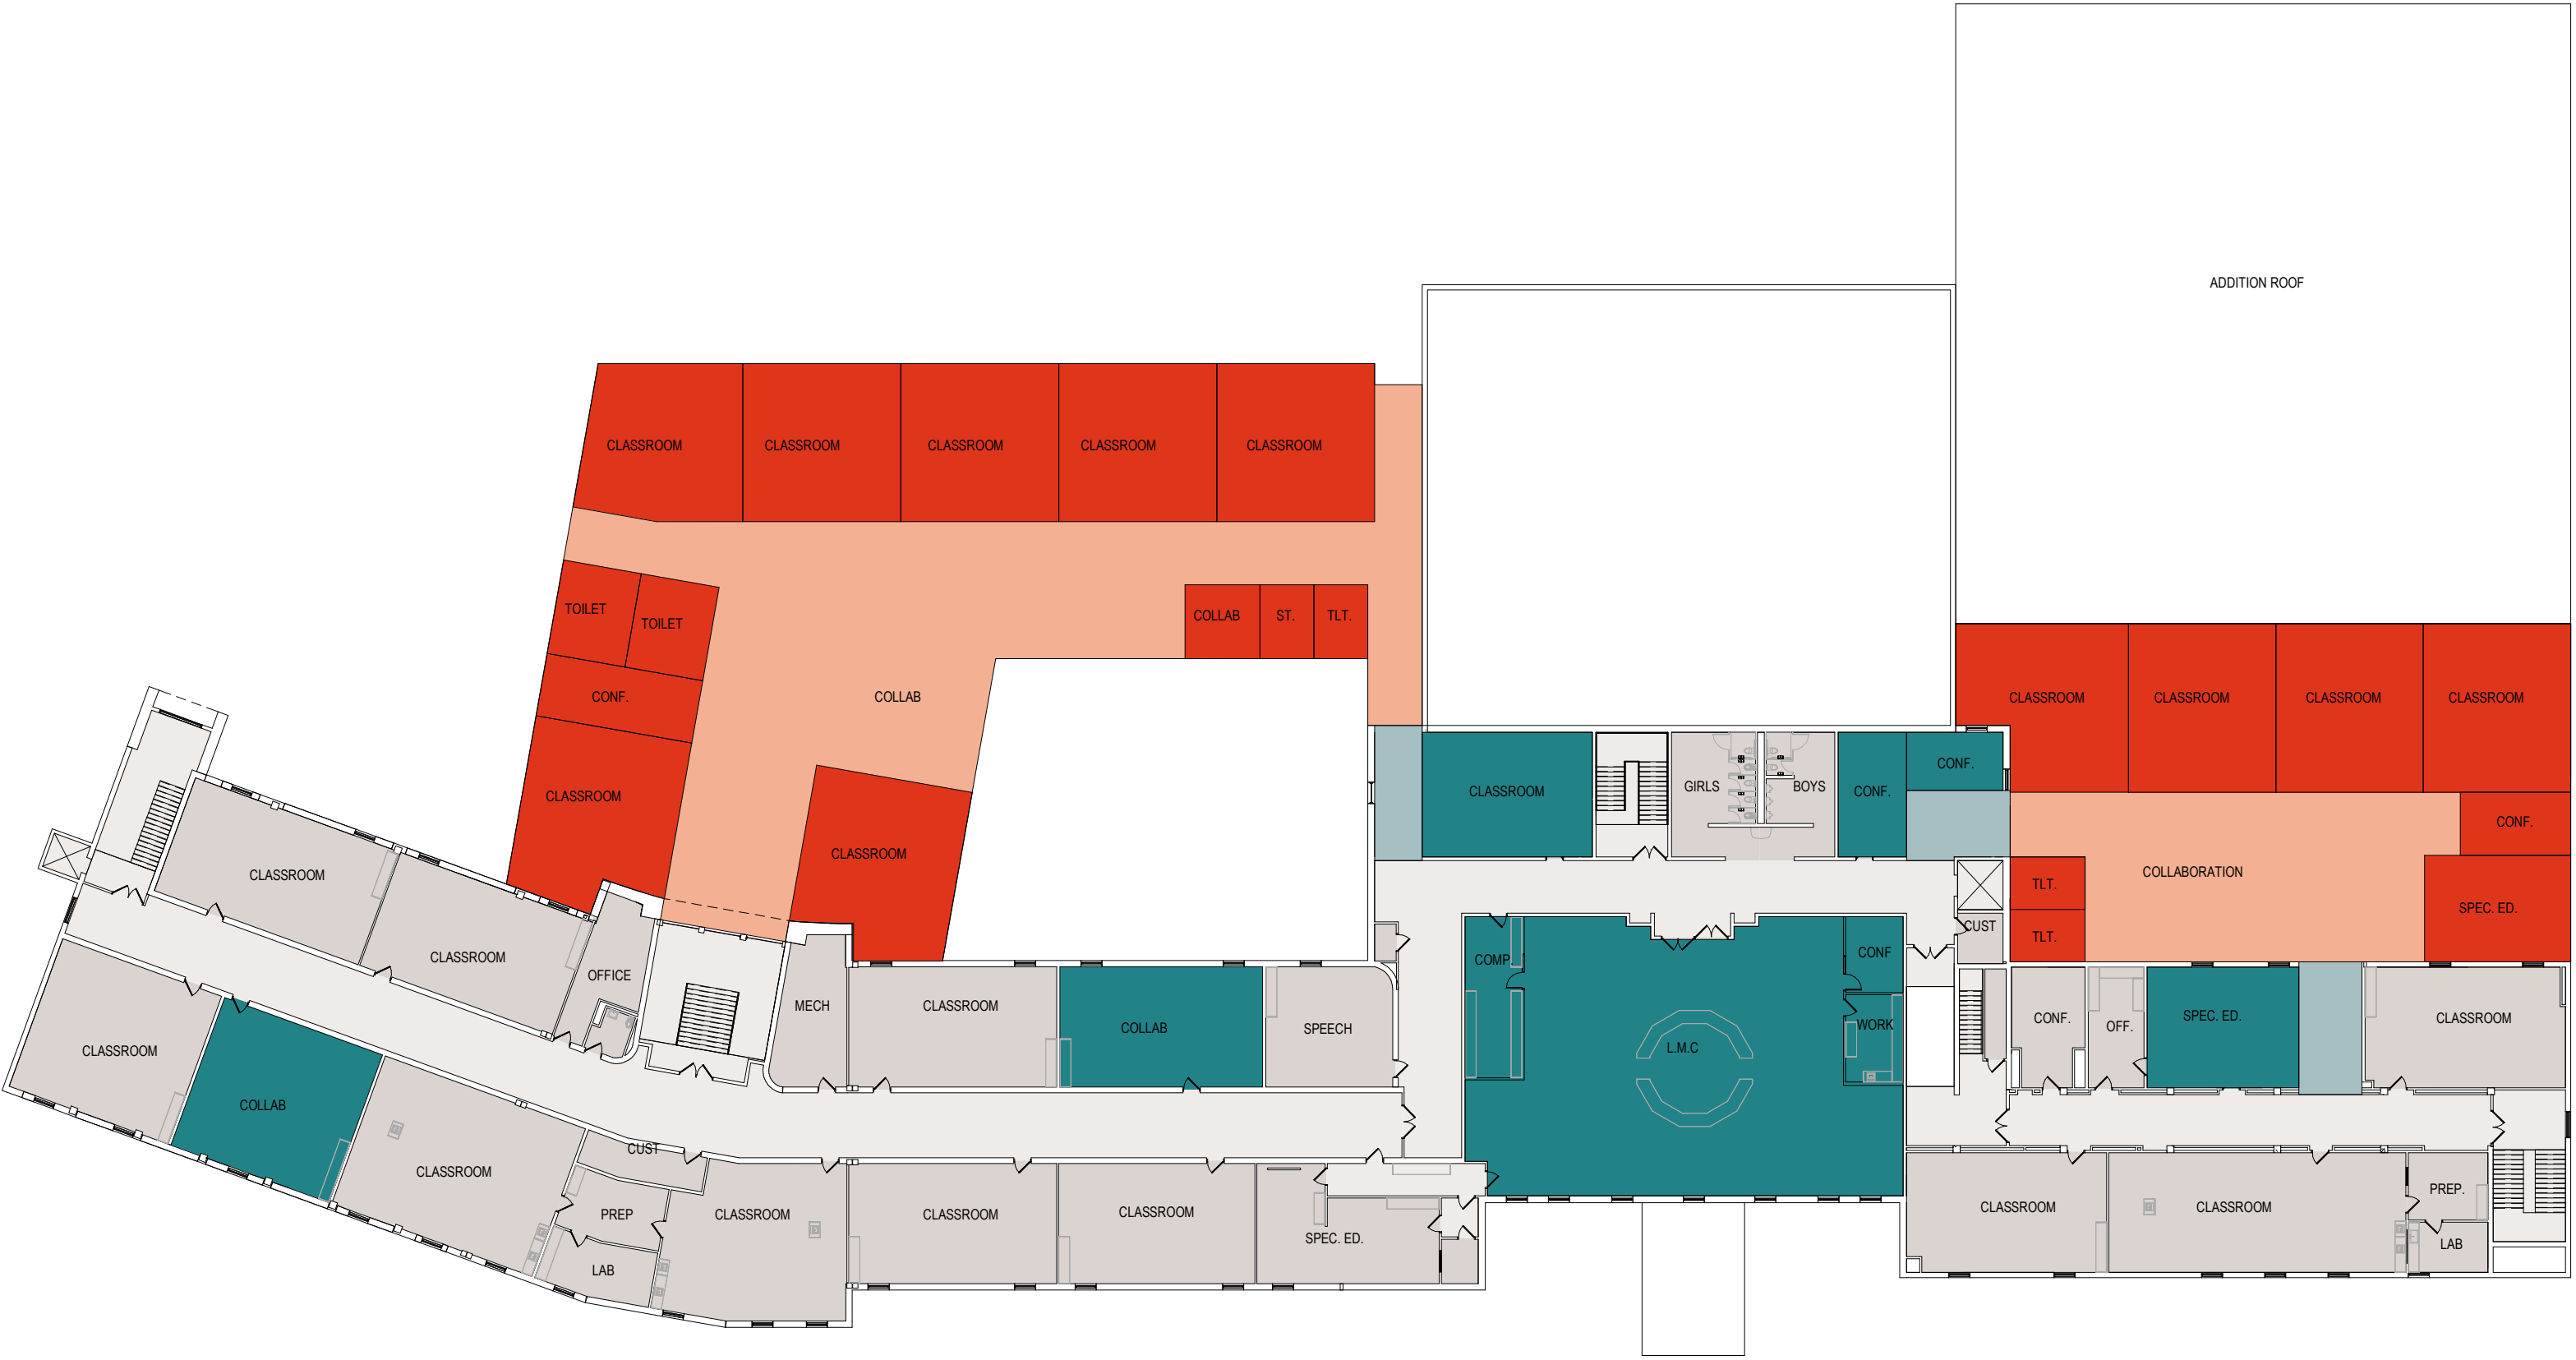 ADDITION ROOF
CLASSROOM
CLASSROOM
CLASSROOM
CLASSROOM
CLASSROOM
TOILET
TOILET
COLLAB
ST.
TLT.
CONF.
COLLAB
CLASSROOM
CLASSROOM
CLASSROOM
CLASSROOM
CLASSROOM
CLASSROOM
CLASSROOM
GIRLS
BOYS
CONF.
CONF.
CONF.
COLLABORATION
TLT.
TLT.
SPEC. ED.
CLASSROOM
CLASSROOM
OFFICE
MECH
CLASSROOM
COLLAB
SPEECH
COMP.
CONF
WORK
L.M.C
CUST
CONF.
OFF.
SPEC. ED.
CLASSROOM
CLASSROOM
COLLAB
CLASSROOM
CUST
PREP
LAB
CLASSROOM
CLASSROOM
CLASSROOM
SPEC. ED.
CLASSROOM
CLASSROOM
PREP.
LAB